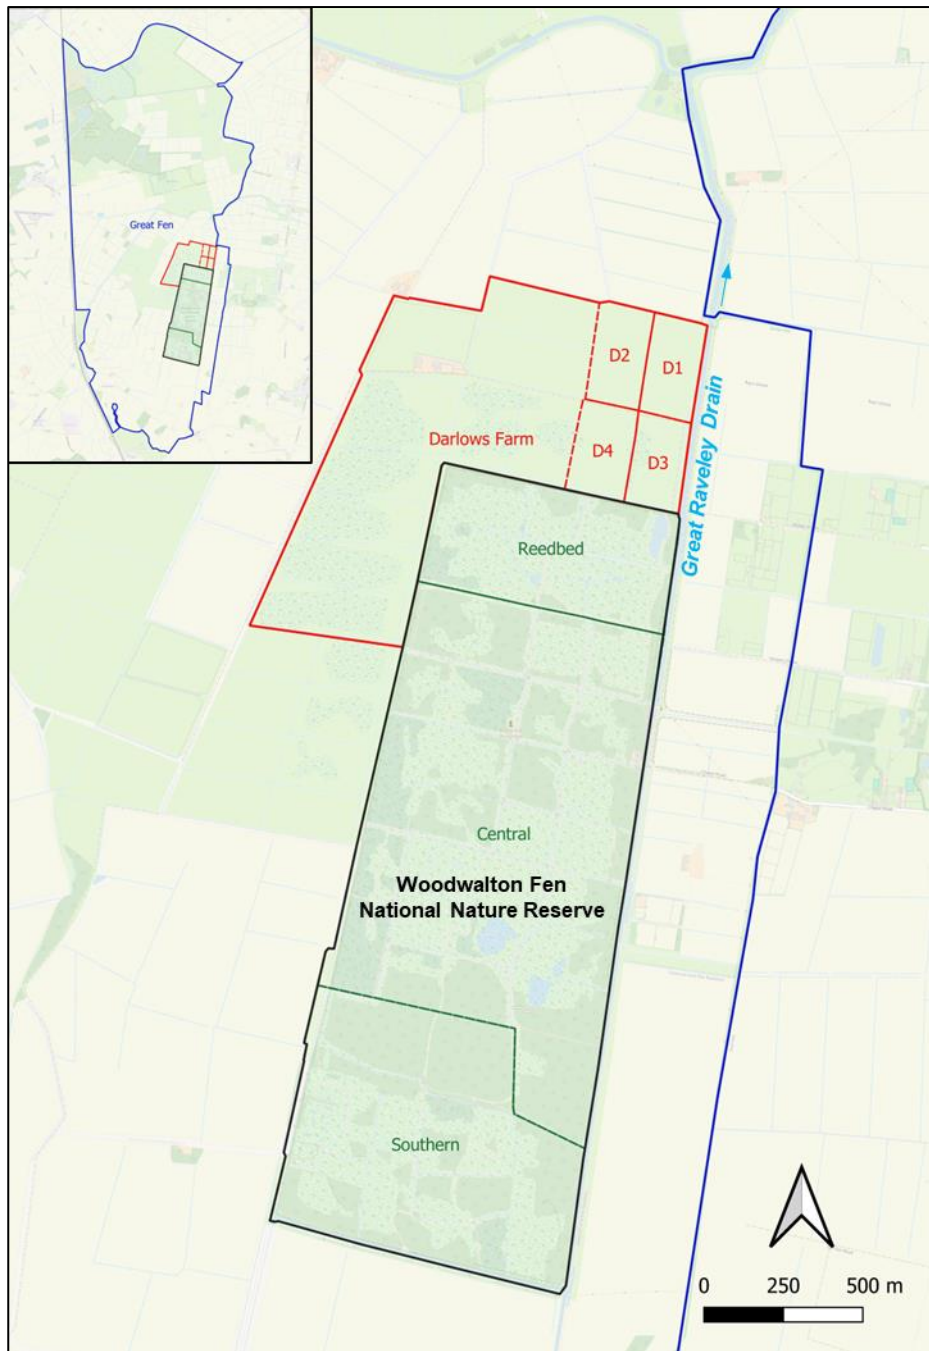 Great Fen
D2
D1
Darlows Farm
D4
D3
Great Raveley Drain
Reedbed
Central
Woodwalton Fen
National Nature Reserve
Southern
0 250 500 m